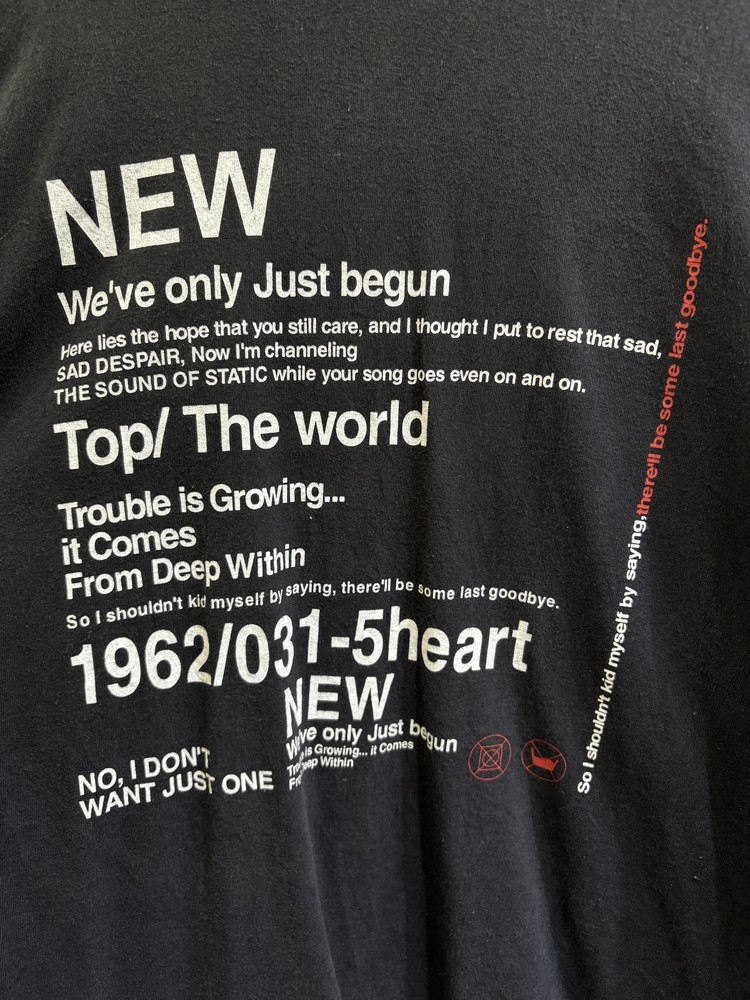 NEW
We've only Just begun
Here lies the hope that you still care, and I thought I put to rest that sad,
SAD DESPAIR, Now I'm channeling
THE SOUND OF STATIC while your song goes even on and on.
Top/ The world
Trouble is Growing...
it Comes
From Deep Within
So I shouldn't kid myself by saying, there'll be some last goodbye.
1962/031-5heart
NEW
We've only Just begun
is Growing... it Comes
Deep Within
NO, I DON'T
WANT JUST ONE
So I shouldn't kid myself by saying,there'll be some last goodbye.